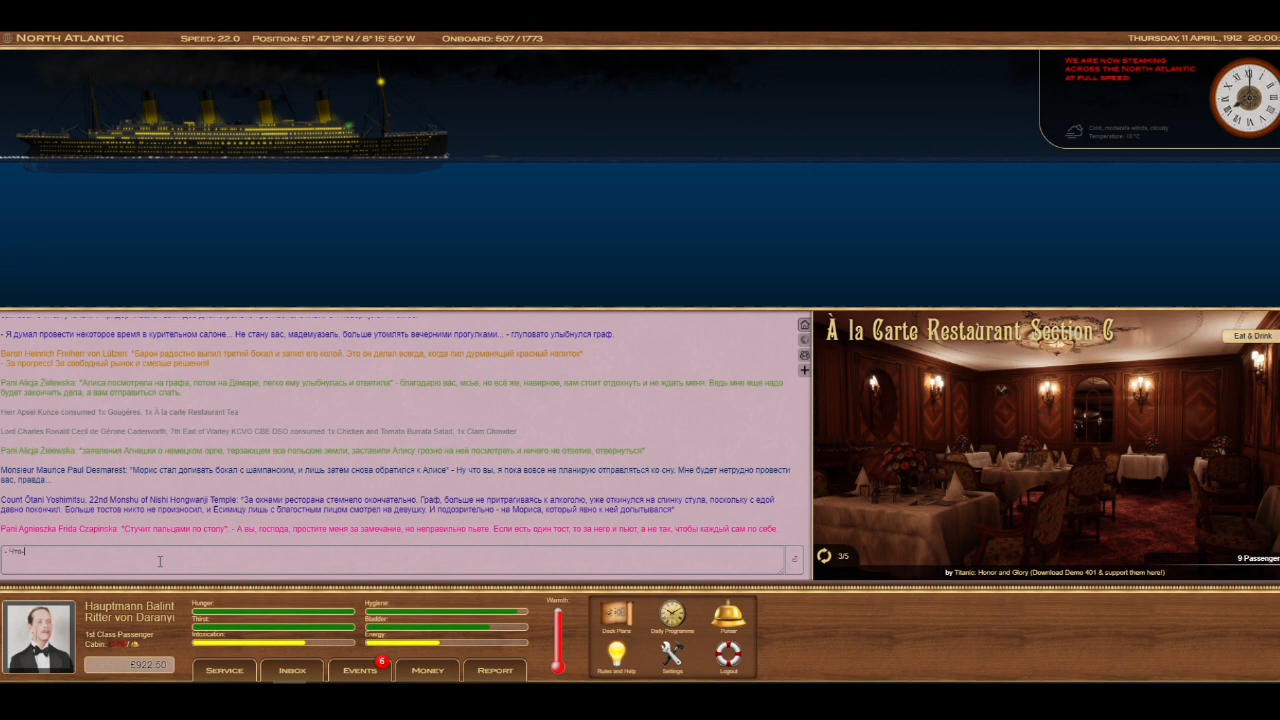 North Atlantic
Speed: 22.0 Position: 51° 47' 12" N / 8° 15' 50" W Onboard: 507 / 1773
Thursday, 11 April, 1912 20:00:
We are now steaming
across the North Atlantic
at full speed.
Cold, moderate winds, cloudy
Temperature: 10 °C
- Я думал провести некоторое время в курительном салоне... Не стану вас, мадемуазель, больше утомлять вечерними прогулками... - глуповато улыбнулся граф.
Baron Heinrich Freiherr von Lützen: *Барон радостно выпил третий бокал и запил его колой. Это он делал всегда, когда пил дурманящий красный напиток*
- За прогресс! За свободный рынок и смелые решения!
Pani Alicja Żelewska: *Алиса посмотрела на графа, потом на Демаре, легко ему улыбнулась и ответила* - благодарю вас, мсье, но всё же, наверное, вам стоит отдохнуть и не ждать меня. Ведь мне еще надо
будет закончить дела, а вам отправиться спать.
Herr Apsel Kunze consumed 1x Gougères, 1x À la carte Restaurant Tea
Lord Charles Ronald Cecil de Gérone Cadenworth, 7th Earl of Warley KCVO CBE DSO consumed 1x Chicken and Tomato Burrata Salad, 1x Clam Chowder
Pani Alicja Żelewska: *заявления Агнешки о немецком орле, терзающем все польские земли, заставили Алису грозно на неё посмотреть и ничего не ответив, отвернуться*
Monsieur Maurice Paul Desmarest: *Морис стал допивать бокал с шампанским, и лишь затем снова обратился к Алисе* - Ну что вы, я пока вовсе не планирую отправляться ко сну. Мне будет нетрудно провести
вас, правда...
Count Ōtani Yoshimitsu, 22nd Monshu of Nishi Hongwanji Temple: *За окнами ресторана стемнело окончательно. Граф, больше не притрагиваясь к алкоголю, уже откинулся на спинку стула, поскольку с едой
давно покончил. Больше тостов никто не произносил, и Ёсимицу лишь с благостным лицом смотрел на девушку. И подозрительно - на Мориса, который явно к ней допытывался*
Pani Agnieszka Frida Czapinska: *Стучит пальцами по столу*. - А вы, господа, простите меня за замечание, но неправильно пьете. Если есть один тост, то за него и пьют, а не так, чтобы каждый сам по себе.
- Что-
À la Carte Restaurant Section C
Eat & Drink
3/5
9 Passenger
by Titanic: Honor and Glory (Download Demo 401 & support them here!)
Hauptmann Balint
Ritter von Daranyi
1st Class Passenger
Cabin:
£922.50
Hunger:
Thirst:
Intoxication:
Hygiene:
Bladder:
Energy:
Warmth:
Service
Inbox
Events
6
Money
Report
Deck Plans
Daily Programme
Purser
Rules and Help
Settings
Logout